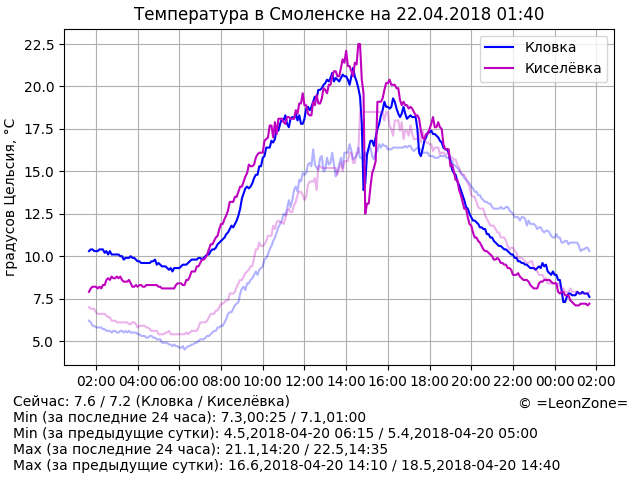 Температура в Смоленске на 22.04.2018 01:40
Кловка
Киселёвка
градусов Цельсия, °C
22.5
20.0
17.5
15.0
12.5
10.0
7.5
5.0
02:00 04:00 06:00 08:00 10:00 12:00 14:00 16:00 18:00 20:00 22:00 00:00 02:00
Сейчас: 7.6 / 7.2 (Кловка / Киселёвка)
© =LeonZone=
Min (за последние 24 часа): 7.3,00:25 / 7.1,01:00
Min (за предыдущие сутки): 4.5,2018-04-20 06:15 / 5.4,2018-04-20 05:00
Max (за последние 24 часа): 21.1,14:20 / 22.5,14:35
Max (за предыдущие сутки): 16.6,2018-04-20 14:10 / 18.5,2018-04-20 14:40